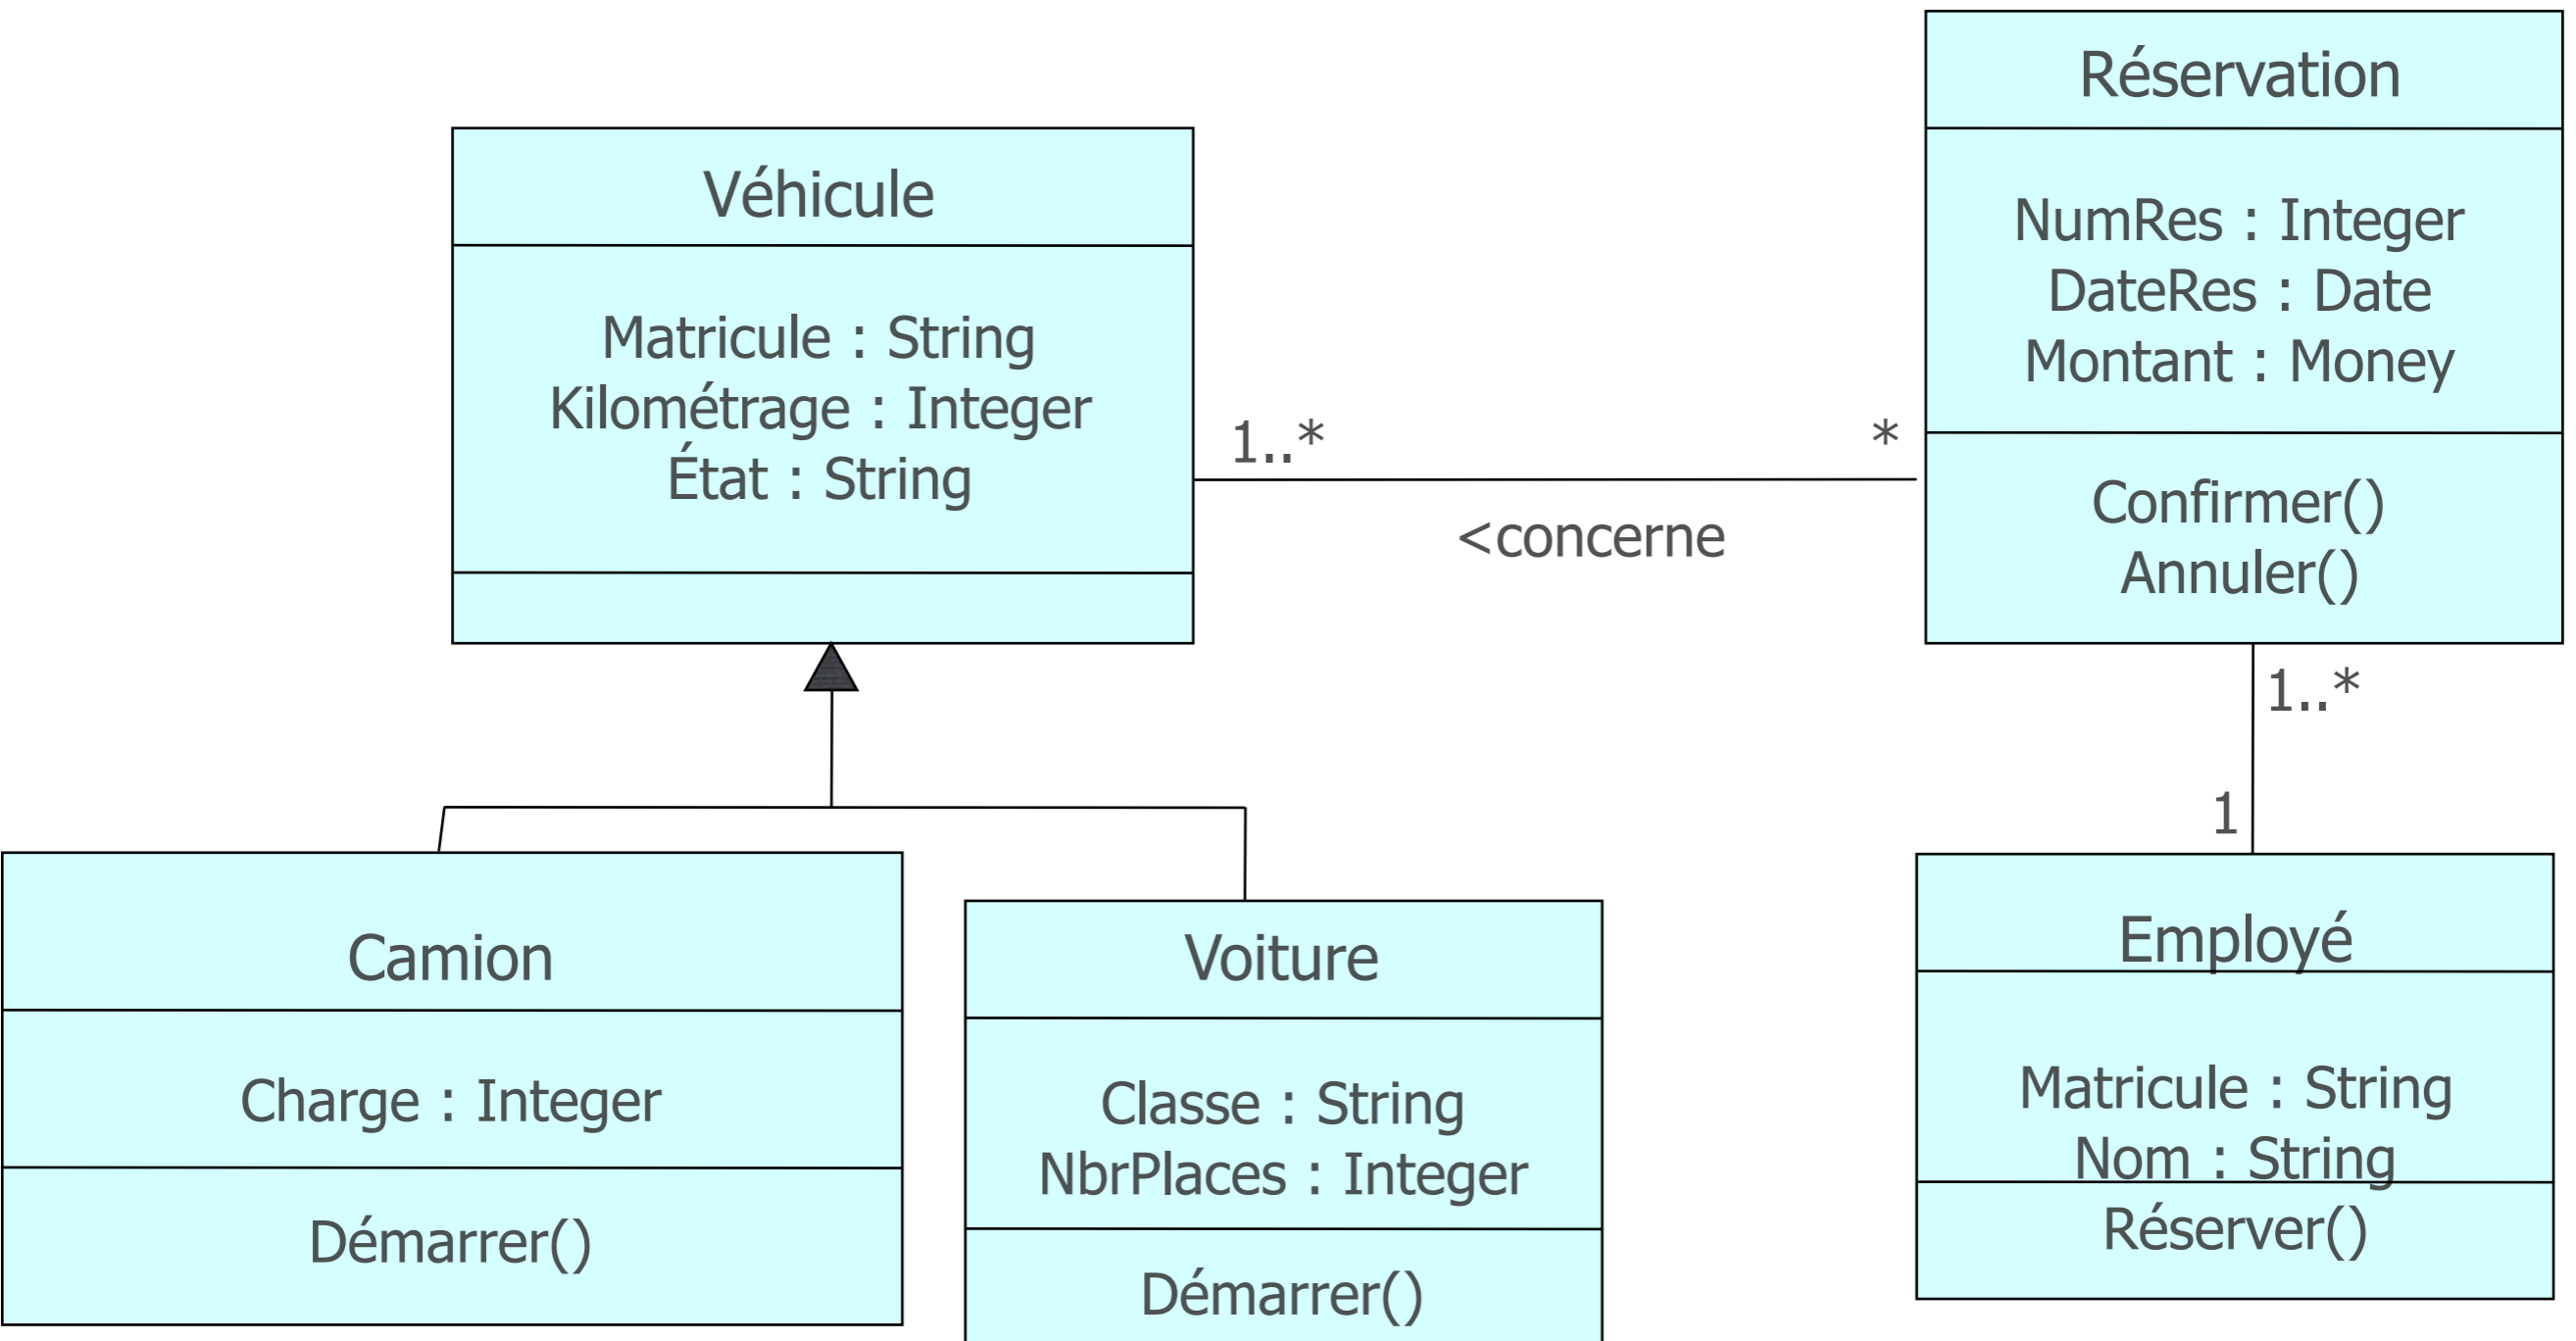 Réservation
NumRes : Integer
DateRes : Date
Montant : Money
Confirmer()
Annuler()
Véhicule
Matricule : String
Kilométrage : Integer
État : String
1..*
*
<concerne
1..*
1
Camion
Charge : Integer
Démarrer()
Voiture
Classe : String
NbrPlaces : Integer
Démarrer()
Employé
Matricule : String
Nom : String
Réserver()